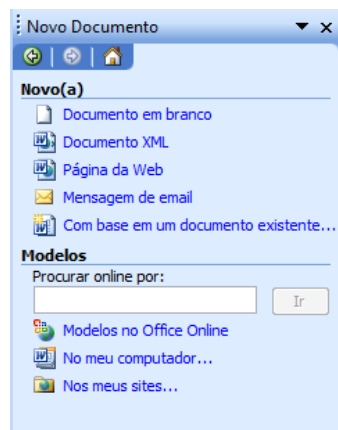 Novo Documento
Novo(a)
Documento em branco
Documento XML
Página da Web
Mensagem de email
Com base em um documento existente...
Modelos
Procurar online por:
Ir
Modelos no Office Online
No meu computador...
Nos meus sites...